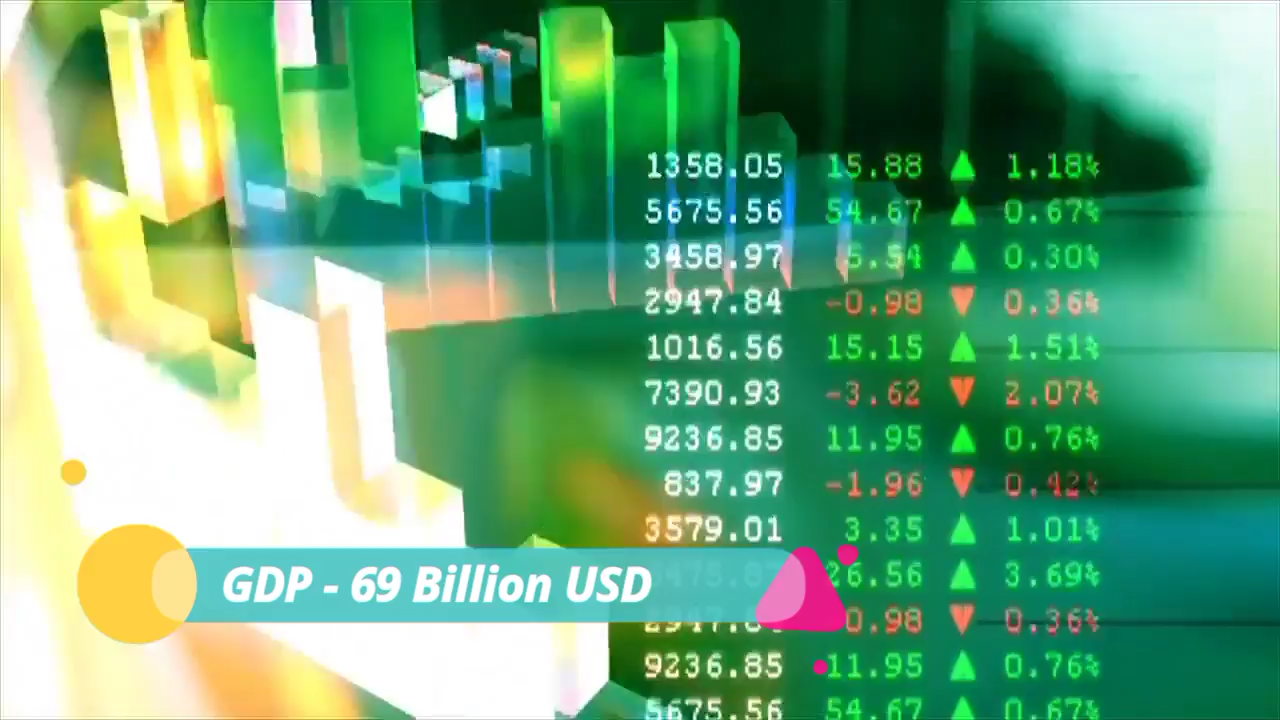 1358.05 15.88 ▲ 1.18%
5675.56 54.67 ▲ 0.67%
3458.97 5.54 ▲ 0.30%
2947.84 -0.98 ▼ 0.36%
1016.56 15.15 ▲ 1.51%
7390.93 -3.62 ▼ 2.07%
9236.85 11.95 ▲ 0.76%
837.97 -1.96 ▼ 0.42%
3579.01 3.35 ▲ 1.01%
GDP - 69 Billion USD
26.56 ▲ 3.69%
0.98 ▼ 0.36%
9236.85 11.95 ▲ 0.76%
5675.56 54.67 ▲ 0.67%